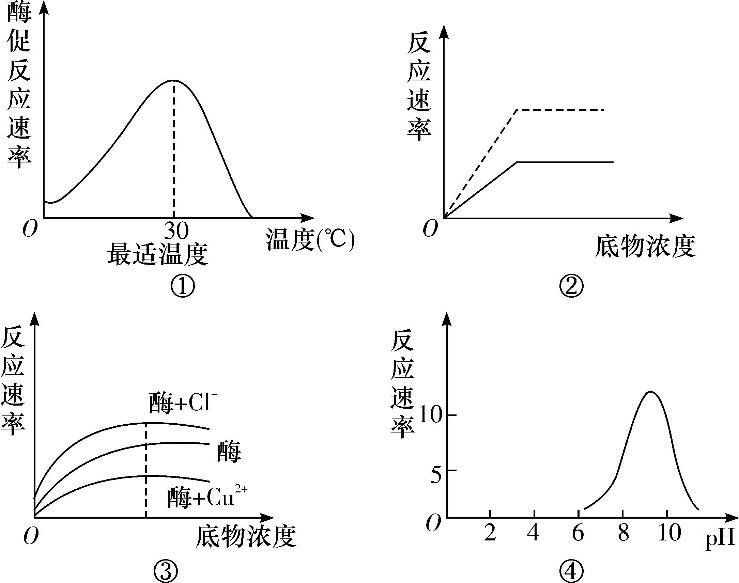 酶促反应速率
O
30
最适温度
温度(℃)
①
反应速率
O
底物浓度
②
反应速率
酶+Cl⁻
酶
酶+Cu²⁺
O
底物浓度
③
反应速率
10
5
O
2 4 6 8 10 pH
④